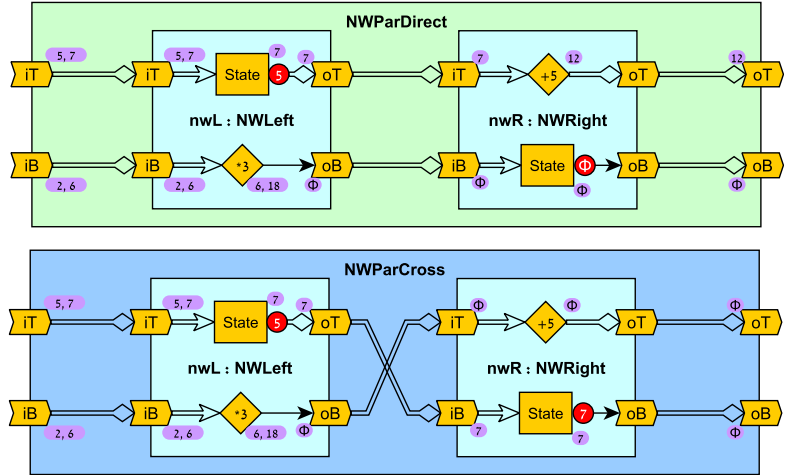 NWParDirect
5, 7 5, 7 7 7 7 12 12
iT iT State 5 oT iT +5 oT oT
nwL : NWLeft nwR : NWRight
iB iB *3 oB iB State Φ oB oB
2, 6 2, 6 6, 18 Φ Φ Φ Φ
NWParCross
5, 7 5, 7 7 7 Φ Φ Φ
iT iT State 5 oT iT +5 oT oT
nwL : NWLeft nwR : NWRight
iB iB *3 oB iB State 7 oB oB
2, 6 2, 6 6, 18 Φ 7 7 Φ